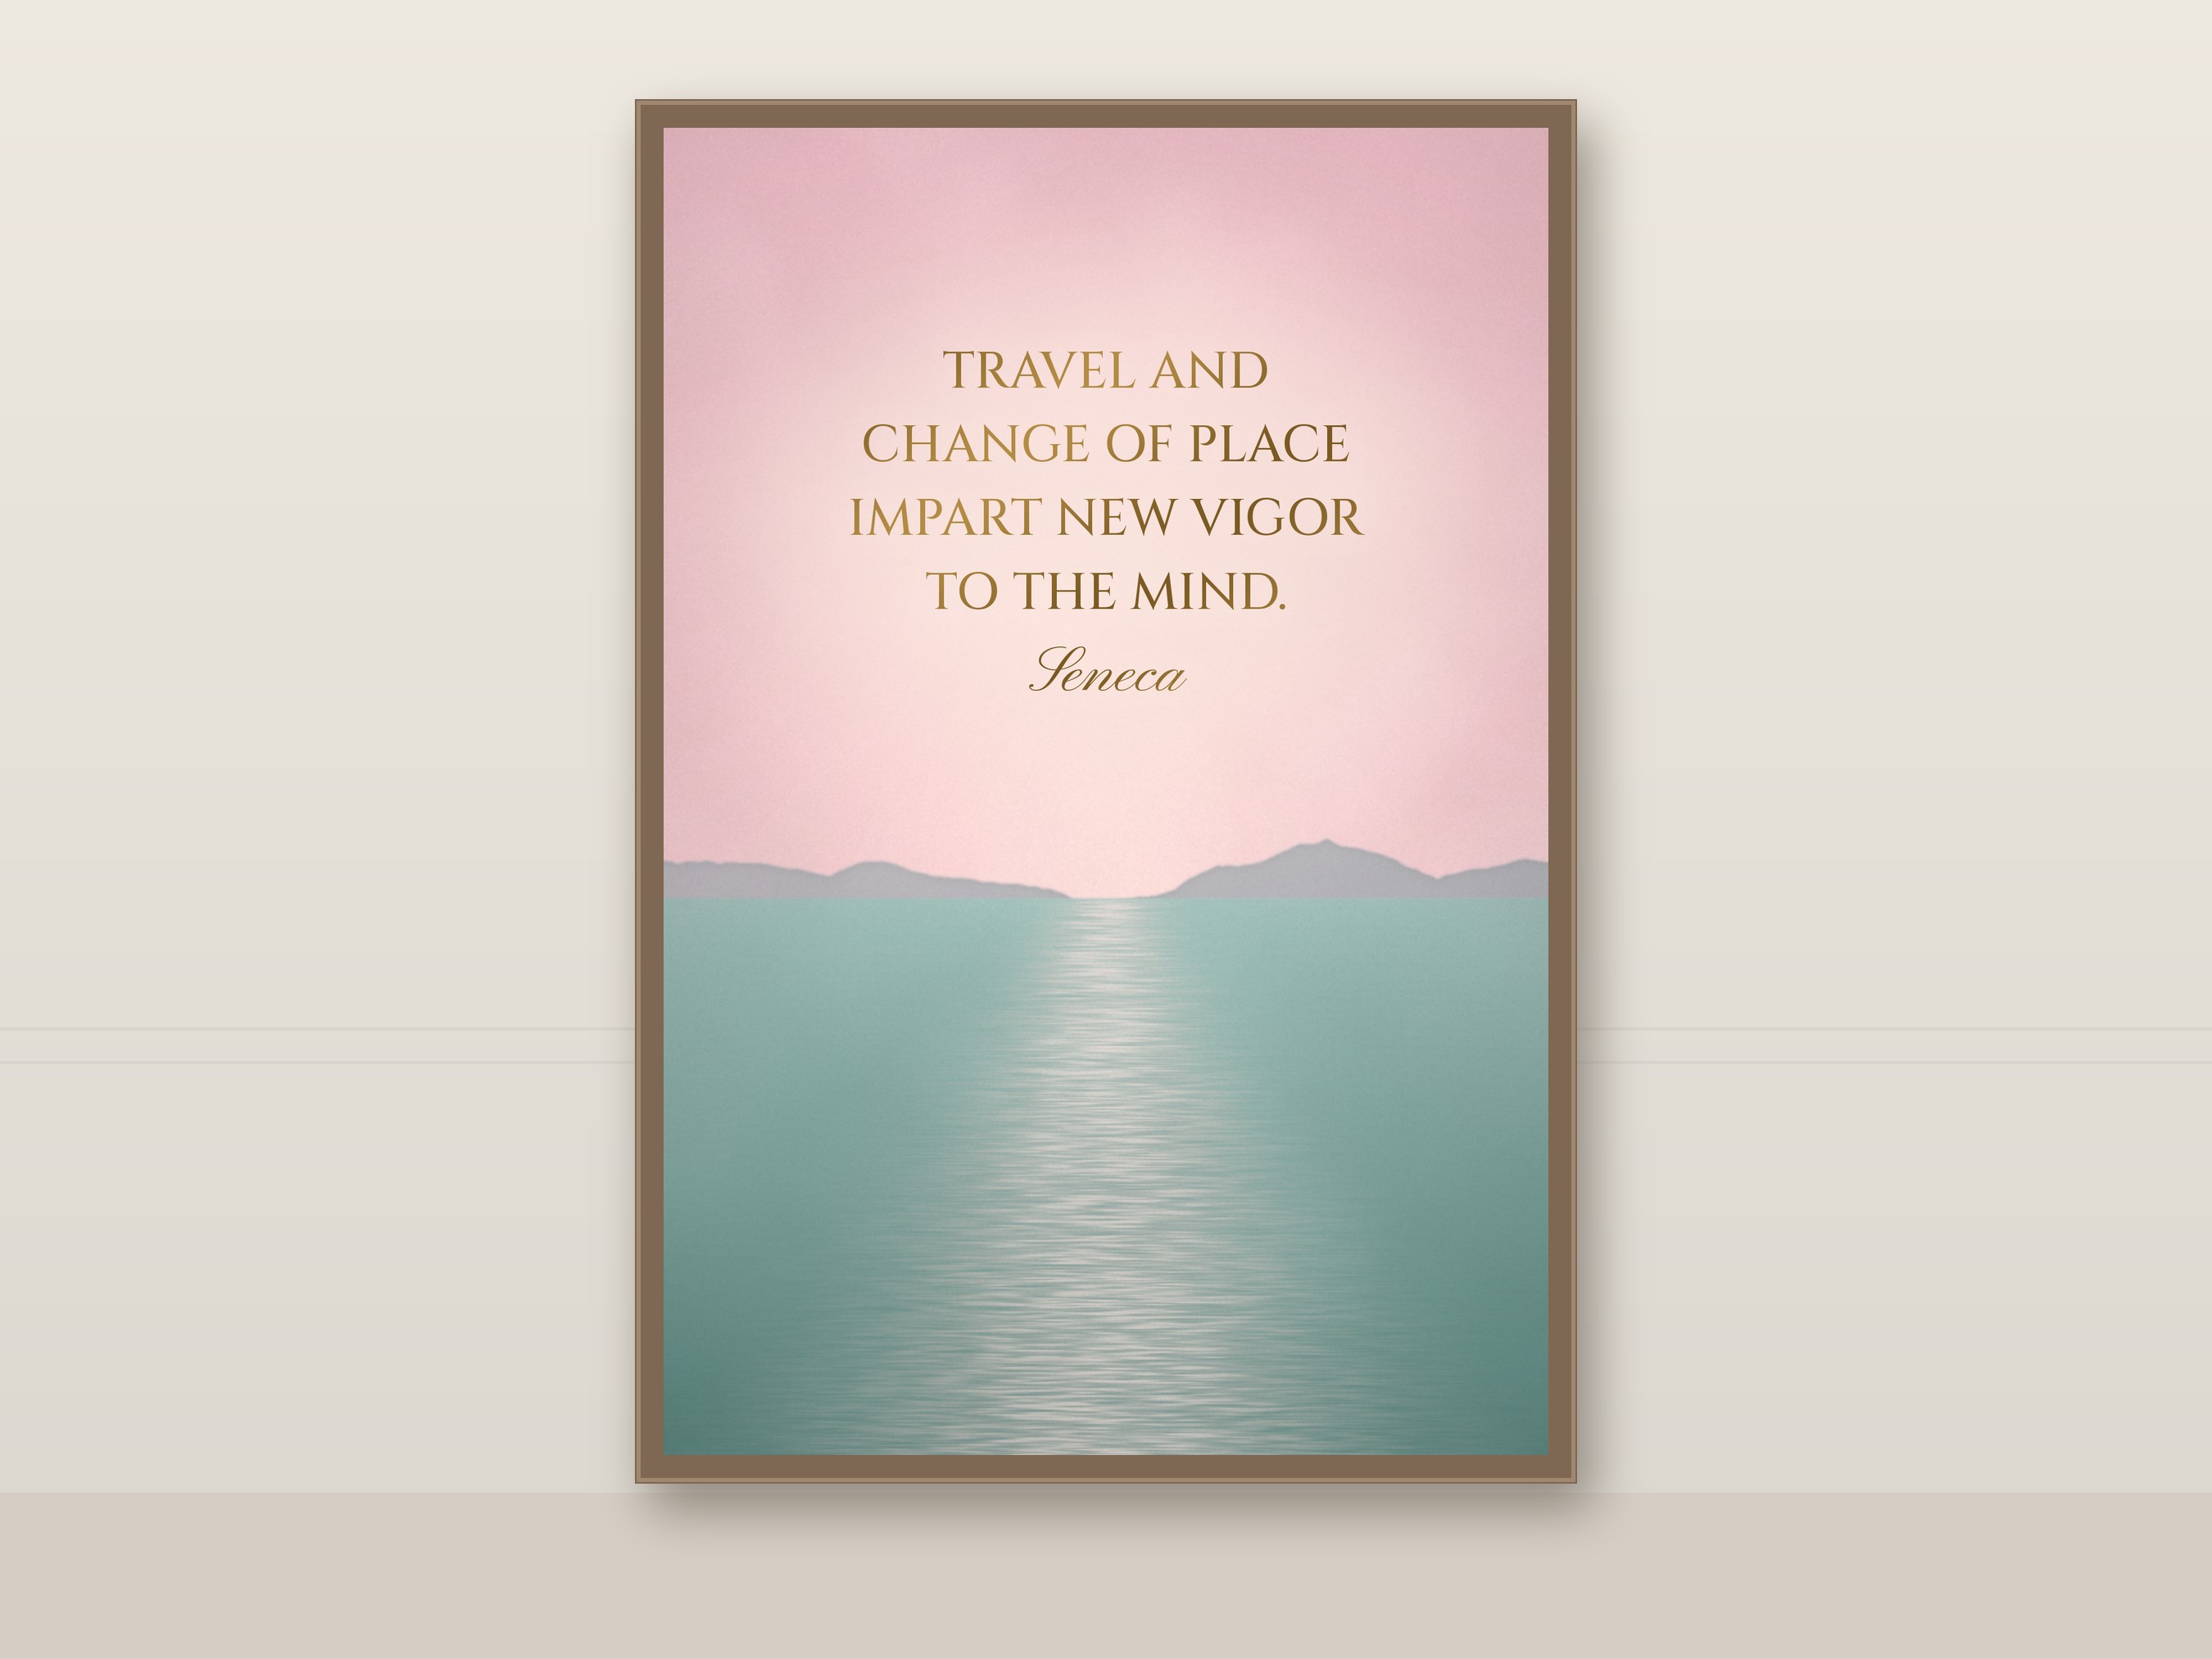 TRAVEL AND
CHANGE OF PLACE
IMPART NEW VIGOR
TO THE MIND.
Seneca